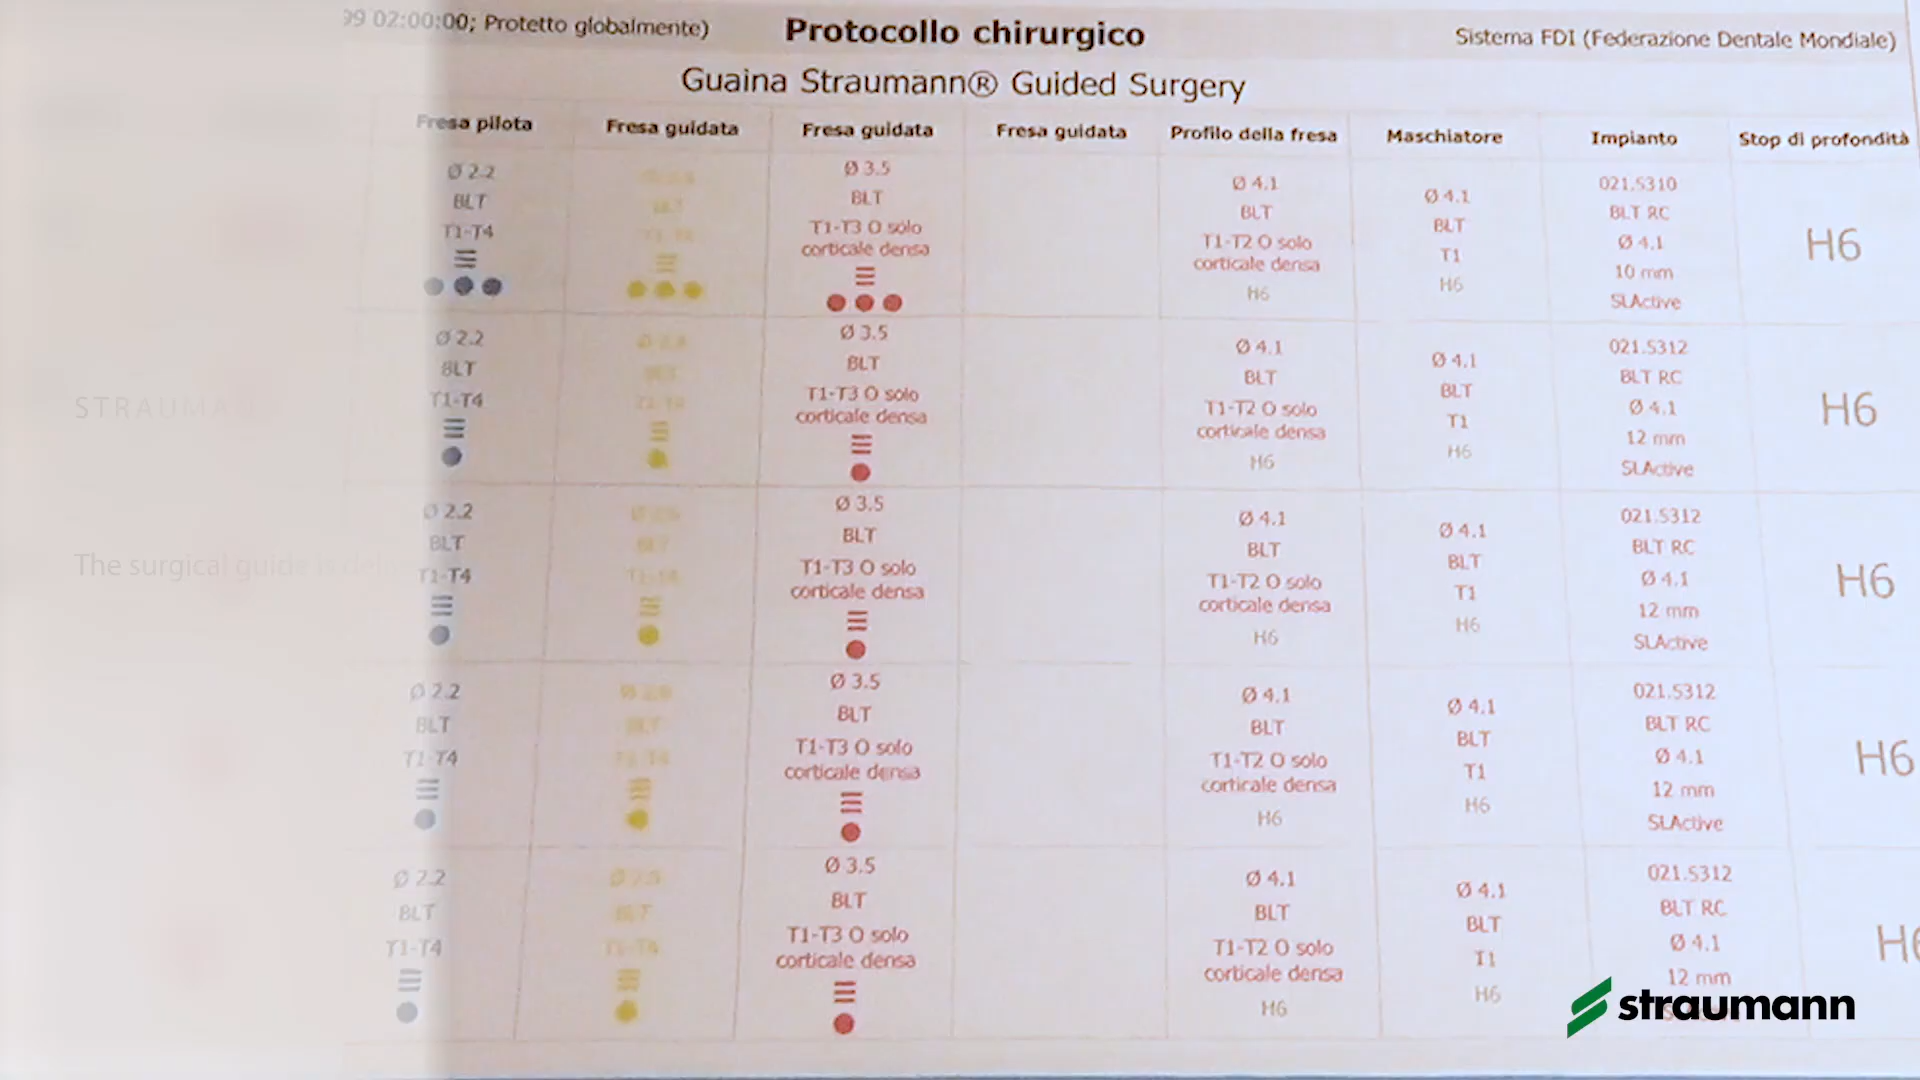 99 02:00:00; Protetto globalmente)
Protocollo chirurgico
Sistema FDI (Federazione Dentale Mondiale)
Guaina Straumann® Guided Surgery
Fresa pilota Fresa guidata Fresa guidata Fresa guidata Profilo della fresa Maschiatore Impianto Stop di profondità
Ø 2.2
BLT
T1-T4
Ø 3.5
BLT
T1-T3 O solo
corticale densa
Ø 4.1
BLT
T1-T2 O solo
corticale densa
H6
Ø 4.1
BLT
T1
H6
021.5310
BLT RC
Ø 4.1
10 mm
SLActive
H6
Ø 2.2
BLT
T1-T4
Ø 3.5
BLT
T1-T3 O solo
corticale densa
Ø 4.1
BLT
T1-T2 O solo
corticale densa
H6
Ø 4.1
BLT
T1
H6
021.5312
BLT RC
Ø 4.1
12 mm
SLActive
H6
Ø 2.2
BLT
T1-T4
Ø 3.5
BLT
T1-T3 O solo
corticale densa
Ø 4.1
BLT
T1-T2 O solo
corticale densa
H6
Ø 4.1
BLT
T1
H6
021.5312
BLT RC
Ø 4.1
12 mm
SLActive
H6
Ø 2.2
BLT
T1-T4
Ø 3.5
BLT
T1-T3 O solo
corticale densa
Ø 4.1
BLT
T1-T2 O solo
corticale densa
H6
Ø 4.1
BLT
T1
H6
021.5312
BLT RC
Ø 4.1
12 mm
SLActive
H6
Ø 2.2
BLT
T1-T4
Ø 3.5
BLT
T1-T3 O solo
corticale densa
Ø 4.1
BLT
T1-T2 O solo
corticale densa
H6
Ø 4.1
BLT
T1
H6
021.5312
BLT RC
Ø 4.1
12 mm
H6
STRAUMA
The surgical guide is
straumann